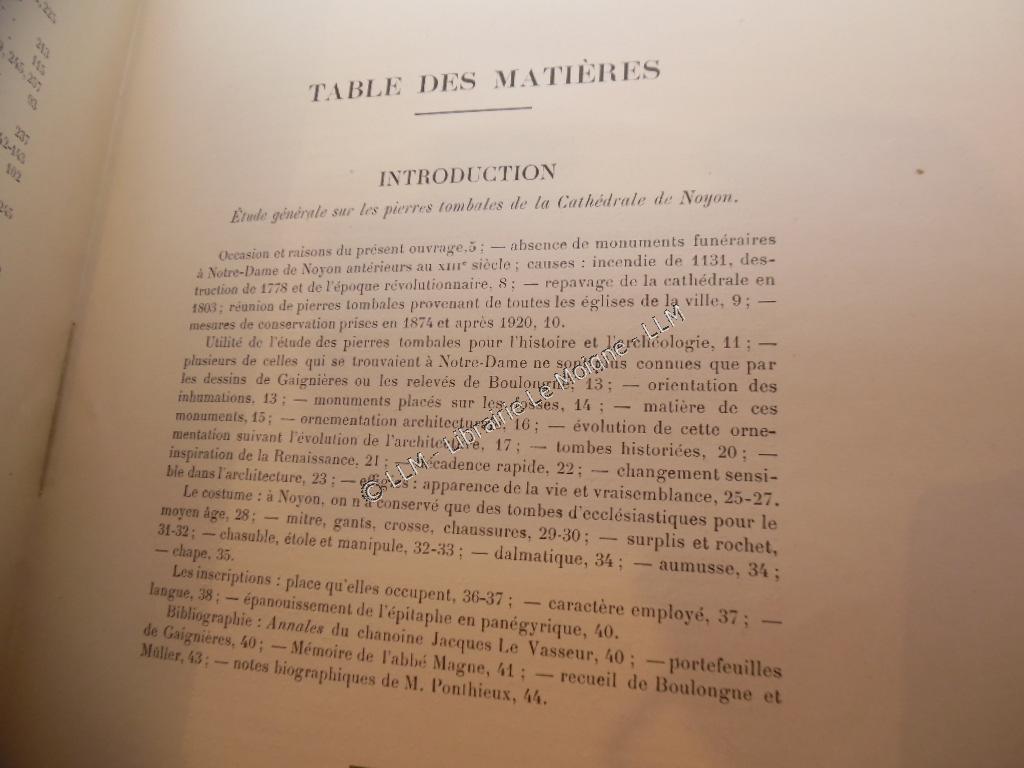 225
213
115
245, 257
93
237
142-143
102
245
TABLE DES MATIÈRES
INTRODUCTION
Étude générale sur les pierres tombales de la Cathédrale de Noyon.
Occasion et raisons du présent ouvrage, 5 ; — absence de monuments funéraires
à Notre-Dame de Noyon antérieurs au XIIIe siècle ; causes : incendie de 1131, des-
truction de 1778 et de l'époque révolutionnaire, 8 ; — repavage de la cathédrale en
1803 ; réunion de pierres tombales provenant de toutes les églises de la ville, 9 ; —
mesures de conservation prises en 1874 et après 1920, 10.
Utilité de l'étude des pierres tombales pour l'histoire et l'archéologie, 11 ; —
plusieurs de celles qui se trouvaient à Notre-Dame ne sont plus connues que par
les dessins de Gaignières ou les relevés de Boulongne, 13 ; — orientation des
inhumations, 13 ; — monuments placés sur les fosses, 14 ; — matière de ces
monuments, 15 ; — ornementation architecturale, 16 ; — évolution de cette orne-
mentation suivant l'évolution de l'architecture, 17 ; — tombes historiées, 20 ; —
inspiration de la Renaissance, 21 ; — décadence rapide, 22 ; — changement sensi-
ble dans l'architecture, 23 ; — effigies : apparence de la vie et vraisemblance, 25-27.
Le costume : à Noyon, on n'a conservé que des tombes d'ecclésiastiques pour le
moyen âge, 28 ; — mitre, gants, crosse, chaussures, 29-30 ; — surplis et rochet,
31-32 ; — chasuble, étole et manipule, 32-33 ; — dalmatique, 34 ; — aumusse, 34 ;
— chape, 35.
Les inscriptions : place qu'elles occupent, 36-37 ; — caractère employé, 37 ; —
langue, 38 ; — épanouissement de l'épitaphe en panégyrique, 40.
Bibliographie : Annales du chanoine Jacques Le Vasseur, 40 ; — portefeuilles
de Gaignières, 40 ; — Mémoire de l'abbé Magne, 41 ; — recueil de Boulongne et
Müller, 43 ; — notes biographiques de M. Ponthieux, 44.
© LLM - Librairie Le Moigne - LLM